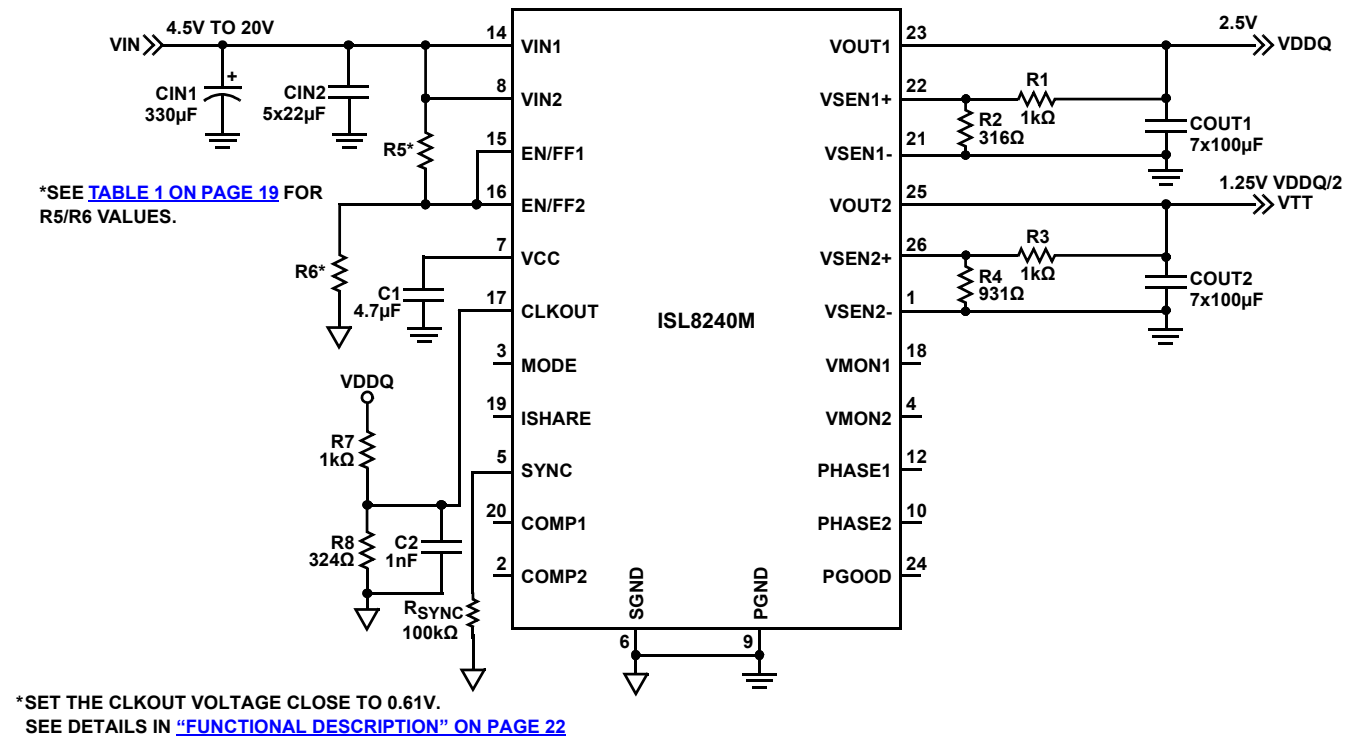 VIN
4.5V TO 20V
CIN1
+
330µF
CIN2
5x22µF
R5*
*SEE TABLE 1 ON PAGE 19 FOR
R5/R6 VALUES.
R6*
C1
4.7µF
VDDQ
R7
1kΩ
R8
324Ω
C2
1nF
RSYNC
100kΩ
14
VIN1
8
VIN2
15
EN/FF1
16
EN/FF2
7
VCC
17
CLKOUT
3
MODE
19
ISHARE
5
SYNC
20
COMP1
2
COMP2
ISL8240M
SGND
6
PGND
9
VOUT1
23
VSEN1+
22
VSEN1-
21
VOUT2
25
VSEN2+
26
VSEN2-
1
VMON1
18
VMON2
4
PHASE1
12
PHASE2
10
PGOOD
24
2.5V
VDDQ
R1
1kΩ
R2
316Ω
COUT1
7x100µF
1.25V VDDQ/2
VTT
R3
1kΩ
R4
931Ω
COUT2
7x100µF
*SET THE CLKOUT VOLTAGE CLOSE TO 0.61V.
SEE DETAILS IN “FUNCTIONAL DESCRIPTION” ON PAGE 22